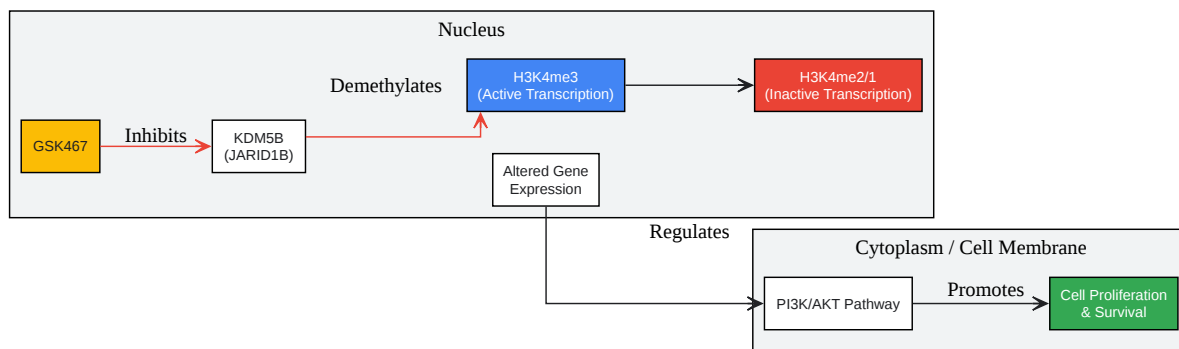 Nucleus
Demethylates
H3K4me3
(Active Transcription)
H3K4me2/1
(Inactive Transcription)
GSK467
Inhibits
KDM5B
(JARID1B)
Altered Gene
Expression
Regulates
Cytoplasm / Cell Membrane
PI3K/AKT Pathway
Promotes
Cell Proliferation
& Survival